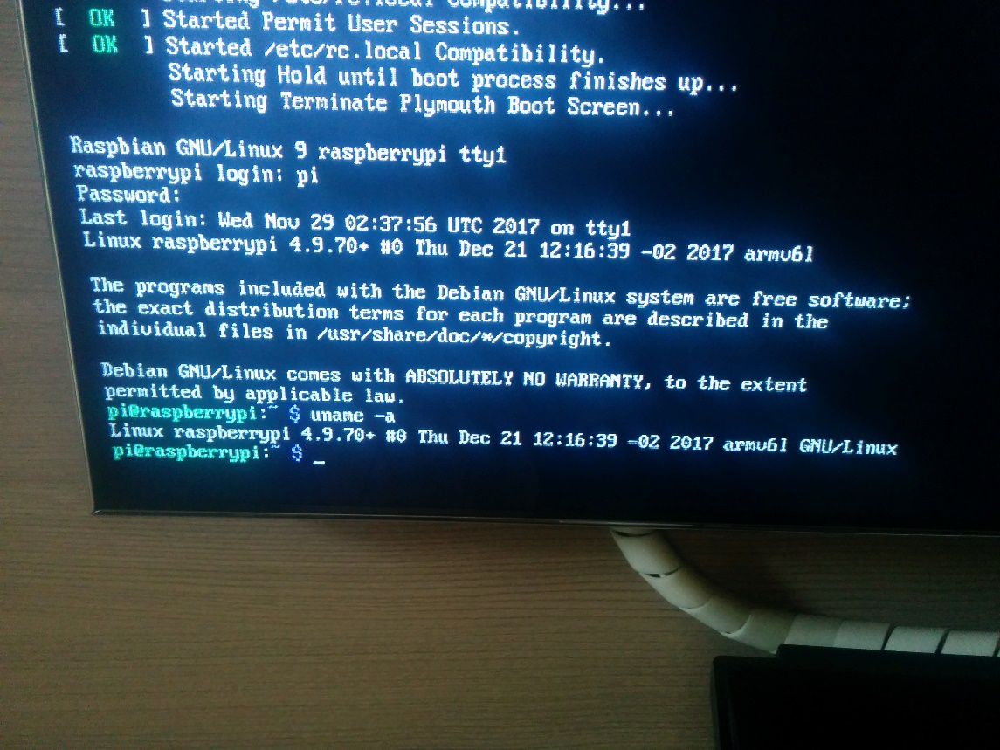 Starting /etc/rc.local Compatibility...
[  OK  ] Started Permit User Sessions.
[  OK  ] Started /etc/rc.local Compatibility.
Starting Hold until boot process finishes up...
Starting Terminate Plymouth Boot Screen...
Raspbian GNU/Linux 9 raspberrypi tty1
raspberrypi login: pi
Password:
Last login: Wed Nov 29 02:37:56 UTC 2017 on tty1
Linux raspberrypi 4.9.70+ #0 Thu Dec 21 12:16:39 -02 2017 armv6l
The programs included with the Debian GNU/Linux system are free software;
the exact distribution terms for each program are described in the
individual files in /usr/share/doc/*/copyright.
Debian GNU/Linux comes with ABSOLUTELY NO WARRANTY, to the extent
permitted by applicable law.
pi@raspberrypi:~ $ uname -a
Linux raspberrypi 4.9.70+ #0 Thu Dec 21 12:16:39 -02 2017 armv6l GNU/Linux
pi@raspberrypi:~ $ _